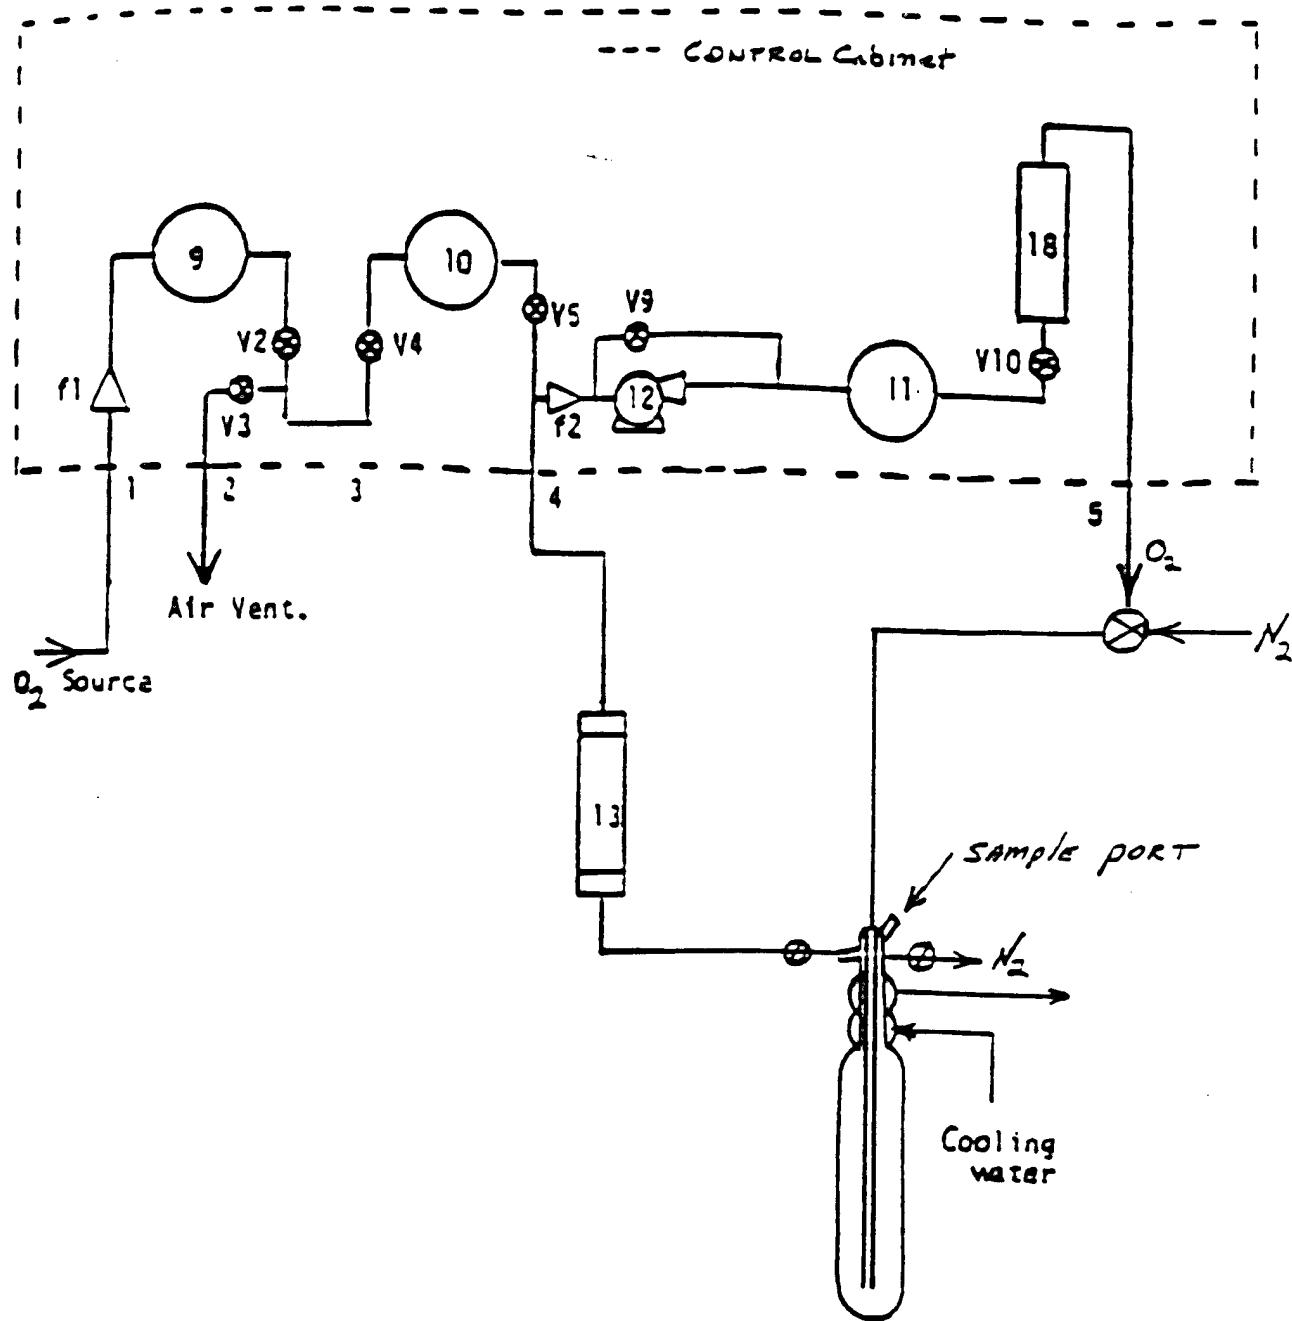 --- CONTROL Cabinet
9
10
18
V2
V4
V5
V9
V10
f1
V3
f2
12
11
1
2
3
4
5
O2
Air Vent.
N2
O2 Source
13
SAMPLE PORT
N2
Cooling
water